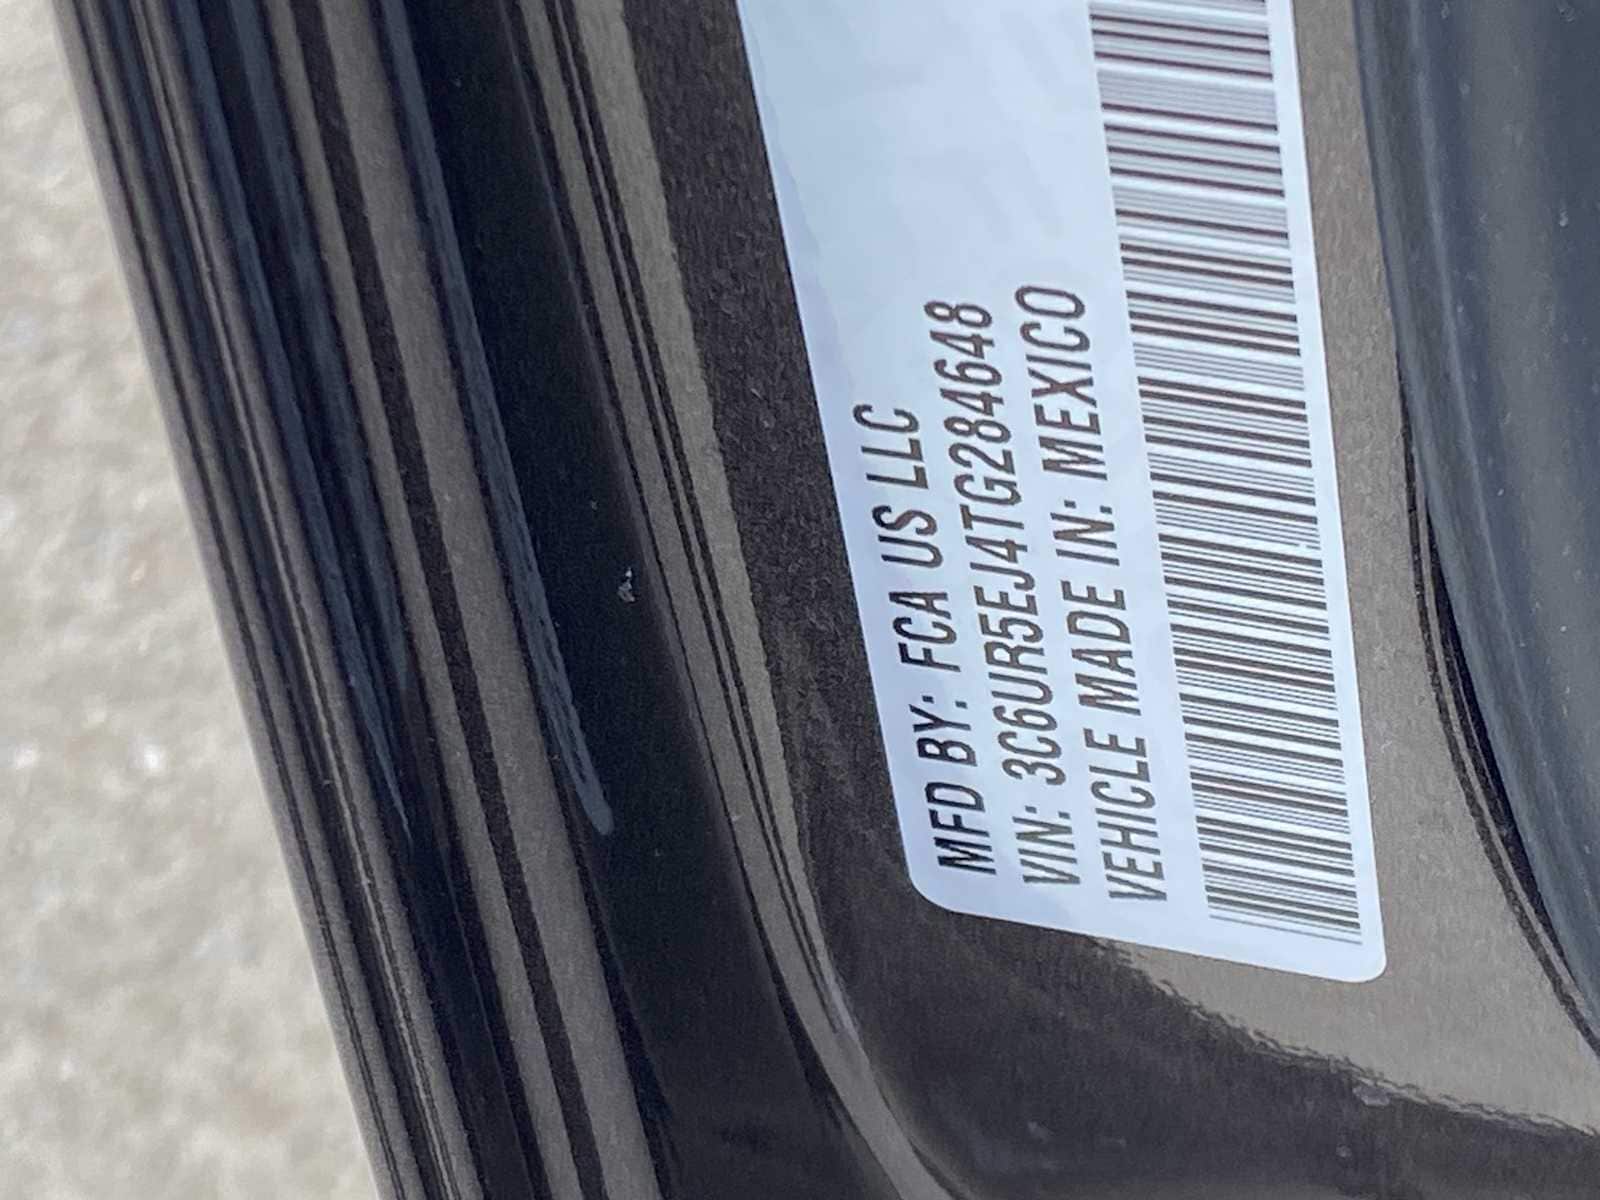 MFD BY: FCA US LLC
VIN: 3C6UR5EJ4TG284648
VEHICLE MADE IN: MEXICO